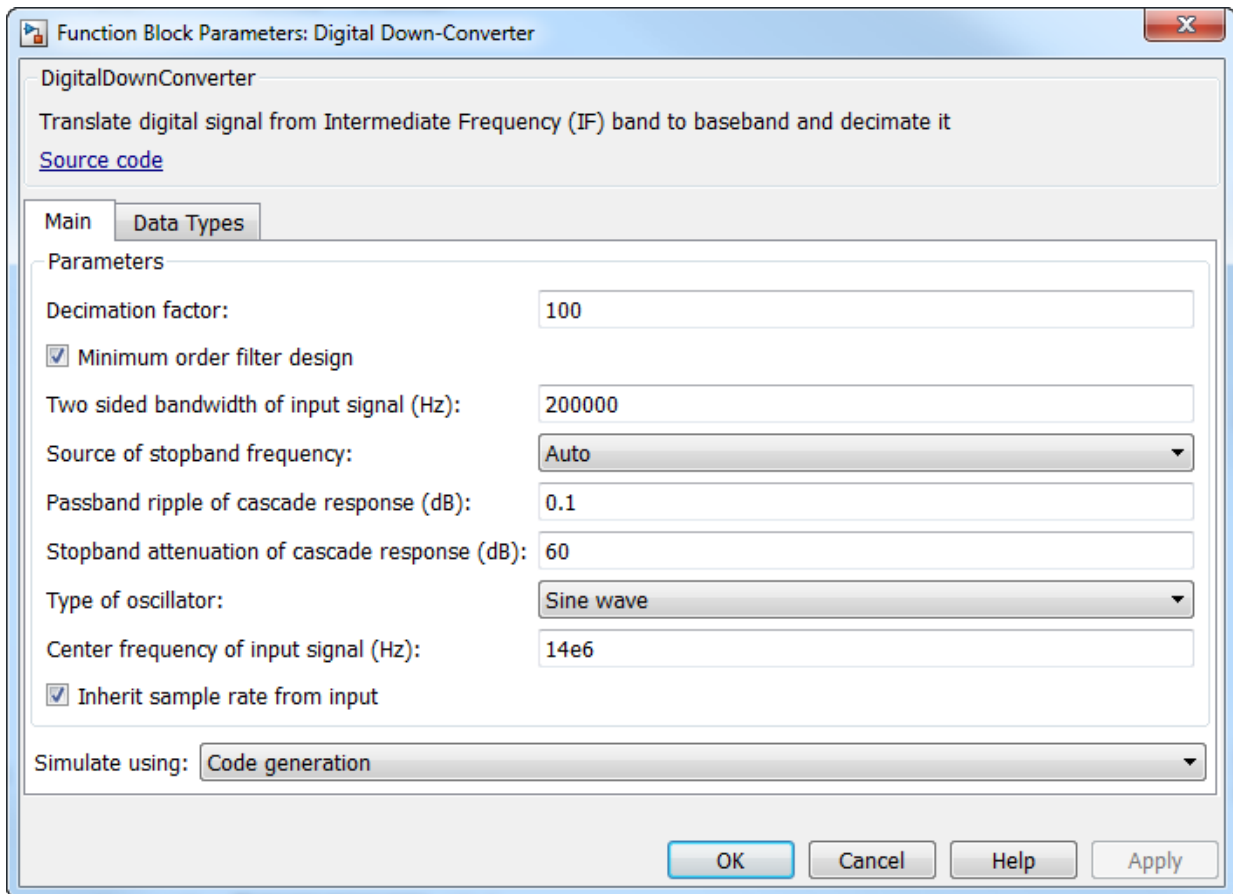 Function Block Parameters: Digital Down-Converter
DigitalDownConverter
Translate digital signal from Intermediate Frequency (IF) band to baseband and decimate it
Source code
Main Data Types
Parameters
Decimation factor: 100
Minimum order filter design
Two sided bandwidth of input signal (Hz): 200000
Source of stopband frequency: Auto
Passband ripple of cascade response (dB): 0.1
Stopband attenuation of cascade response (dB): 60
Type of oscillator: Sine wave
Center frequency of input signal (Hz): 14e6
Inherit sample rate from input
Simulate using: Code generation
OK Cancel Help Apply